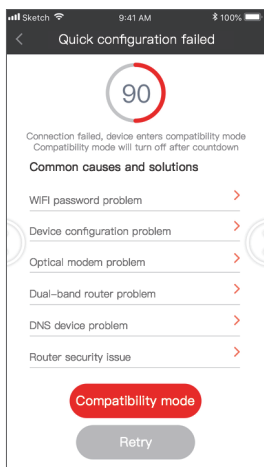 Sketch 9:41 AM 100%
Quick configuration failed
90
Connection failed, device enters compatibility mode
Compatibility mode will turn off after countdown
Common causes and solutions
WIFI password problem
Device configuration problem
Optical modem problem
Dual-band router problem
DNS device problem
Router security issue
Compatibility mode
Retry